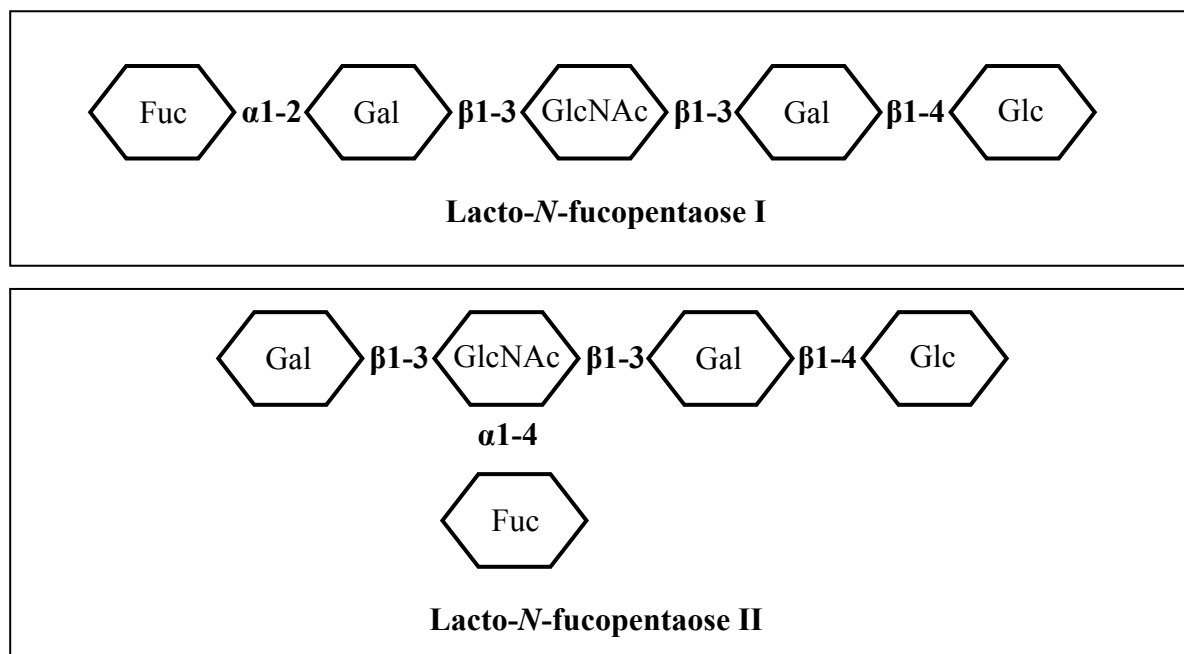 Fuc α1-2 Gal β1-3 GlcNAc β1-3 Gal β1-4 Glc
Lacto-N-fucopentaose I
Gal β1-3 GlcNAc β1-3 Gal β1-4 Glc
α1-4
Fuc
Lacto-N-fucopentaose II